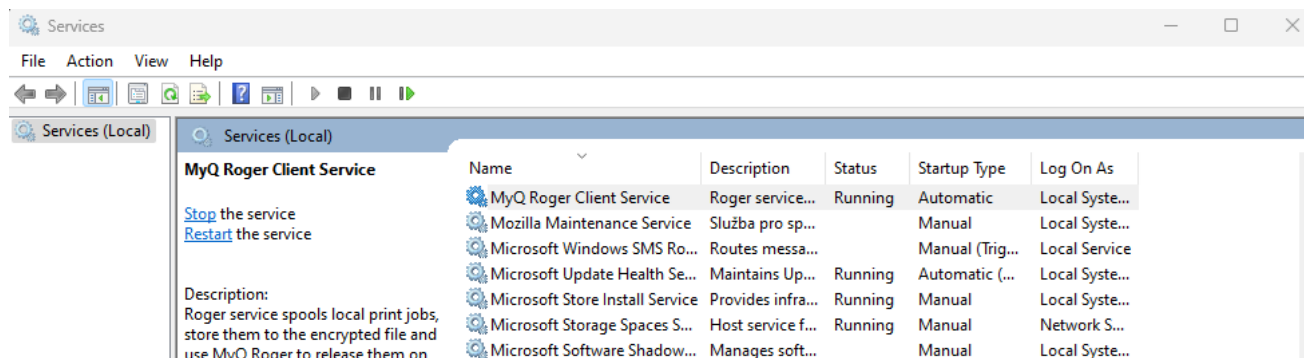 Services
File Action View Help
Services (Local)
Services (Local)
MyQ Roger Client Service
Stop the service
Restart the service
Description:
Roger service spools local print jobs,
store them to the encrypted file and
use MyQ Roger to release them on
Name Description Status Startup Type Log On As
MyQ Roger Client Service Roger service... Running Automatic Local Syste...
Mozilla Maintenance Service Služba pro sp... Manual Local Syste...
Microsoft Windows SMS Ro... Routes messa... Manual (Trig... Local Service
Microsoft Update Health Se... Maintains Up... Running Automatic (... Local Syste...
Microsoft Store Install Service Provides infra... Running Manual Local Syste...
Microsoft Storage Spaces S... Host service f... Running Manual Network S...
Microsoft Software Shadow... Manages soft... Manual Local Syste...